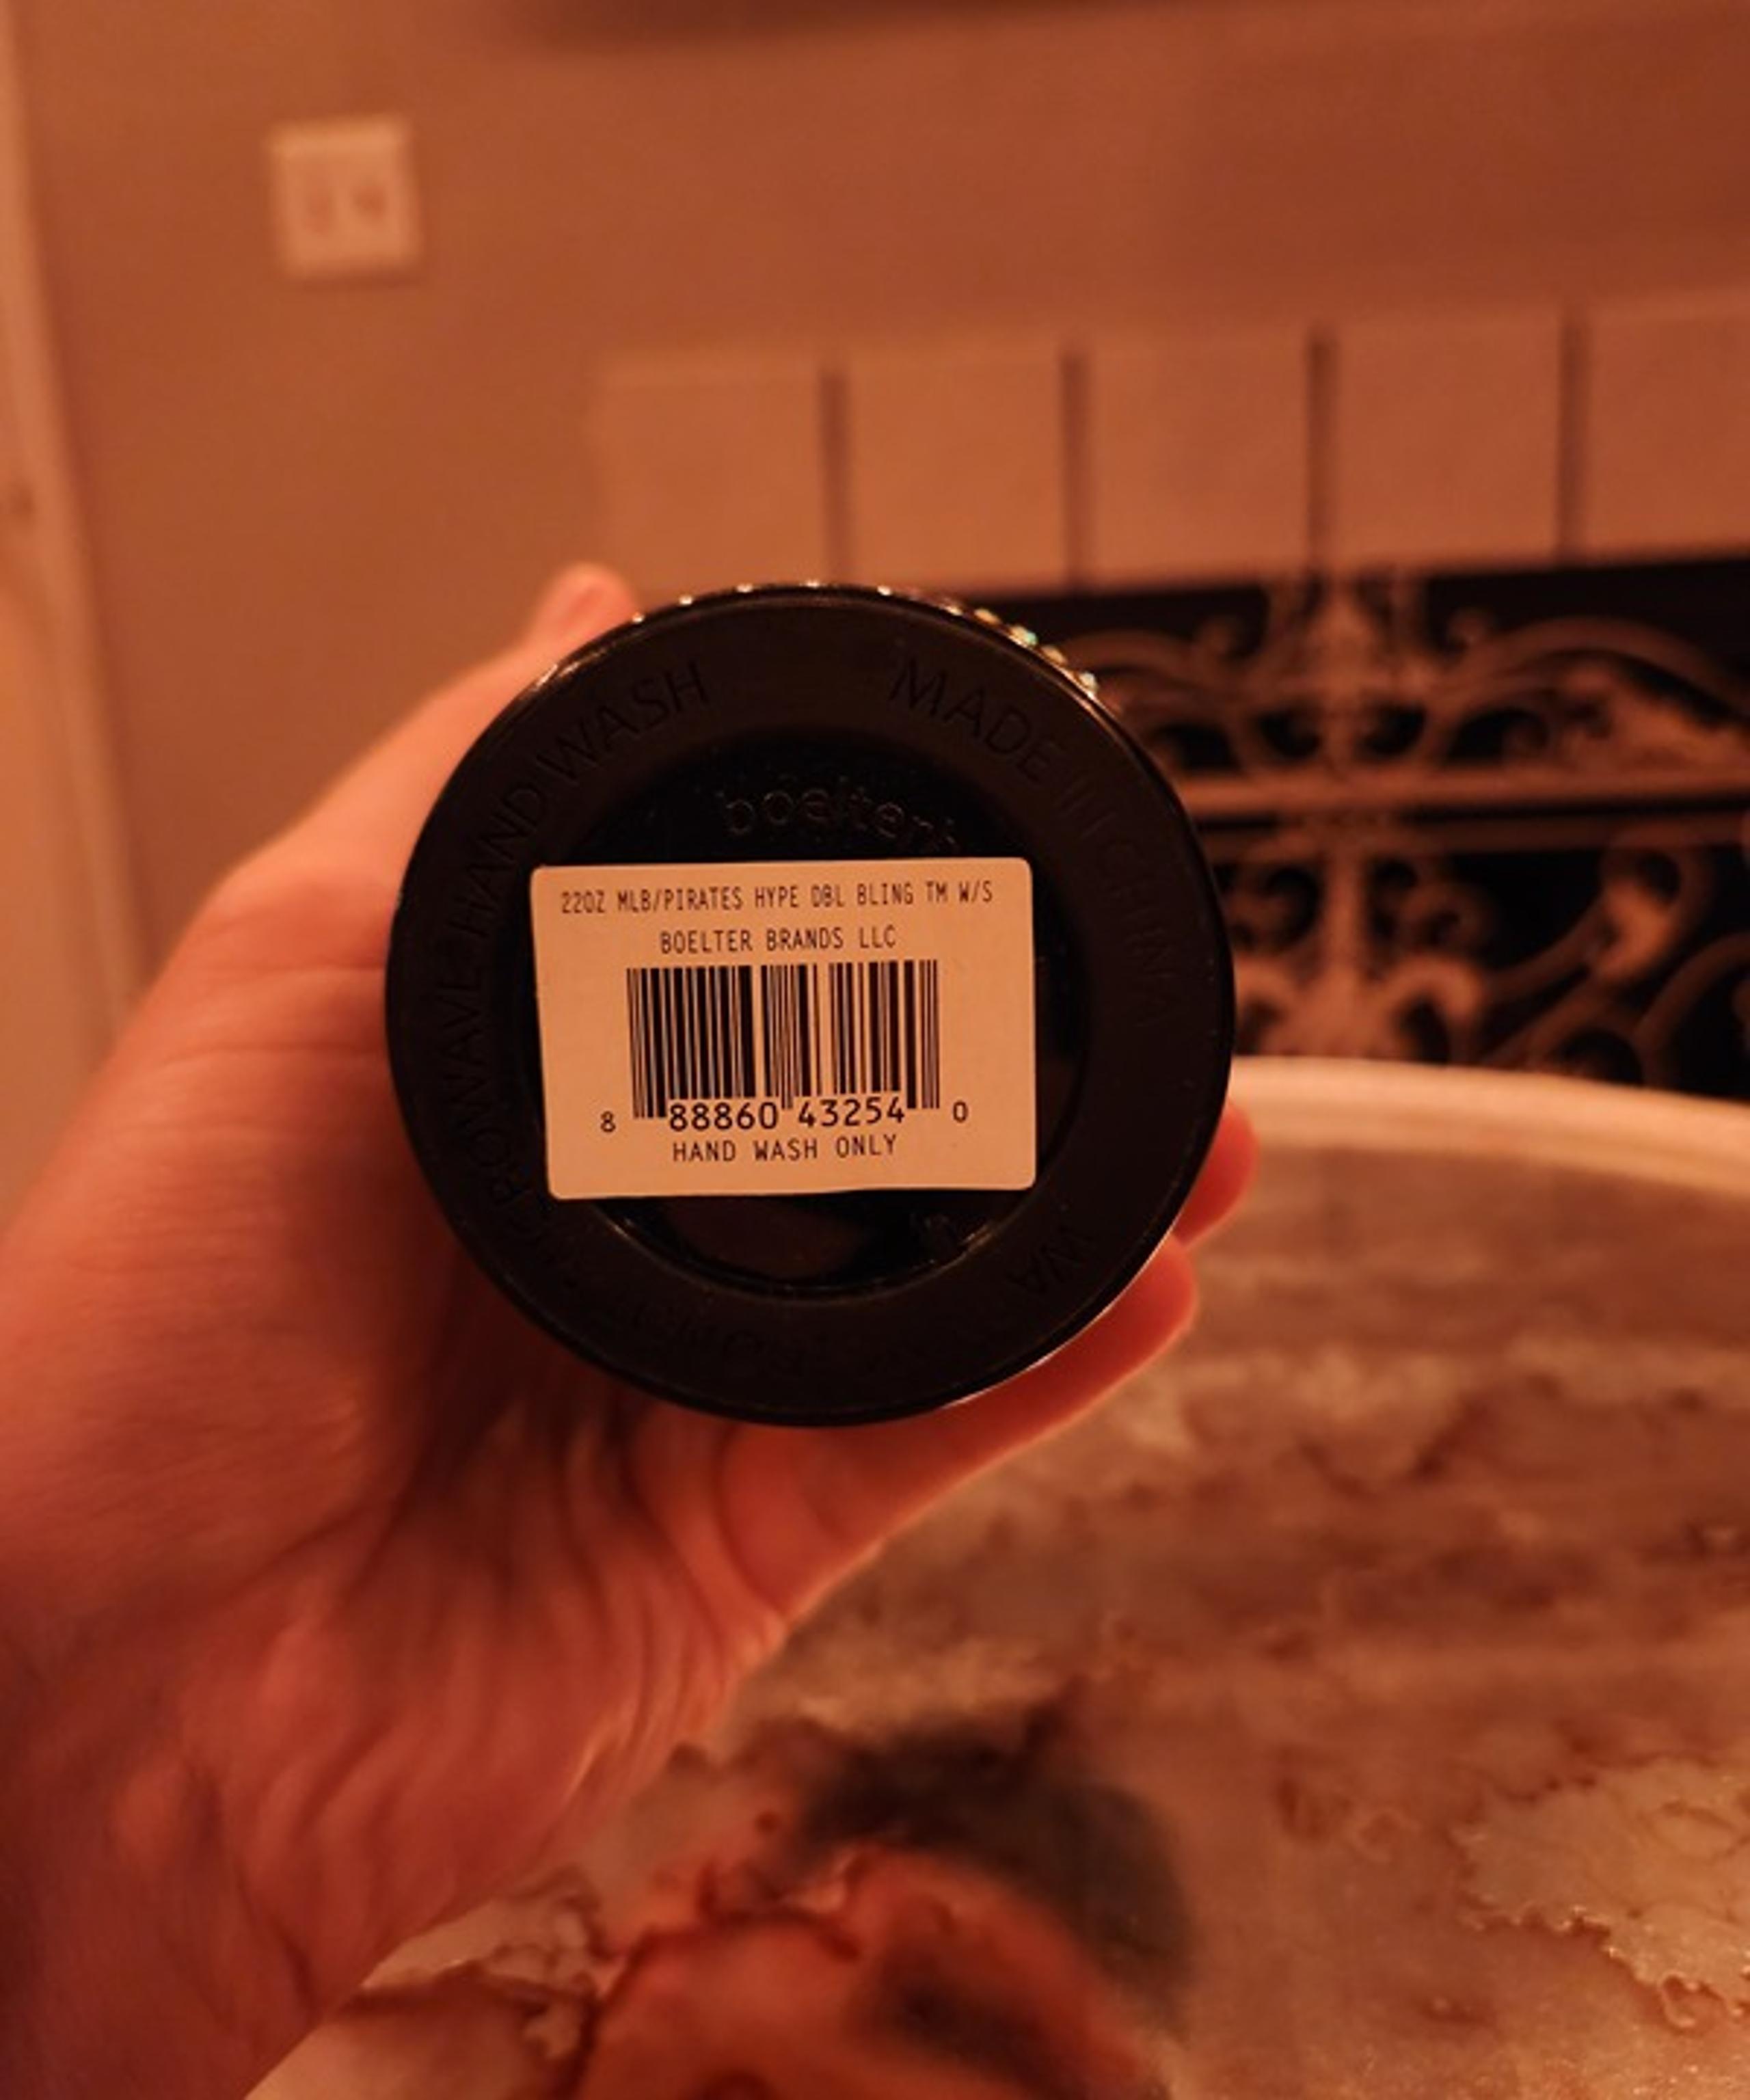 HAND WASH
MADE IN CHINA
boelter
22OZ MLB/PIRATES HYPE DBL BLING TM W/S
BOELTER BRANDS LLC
8 88860 43254 0
HAND WASH ONLY